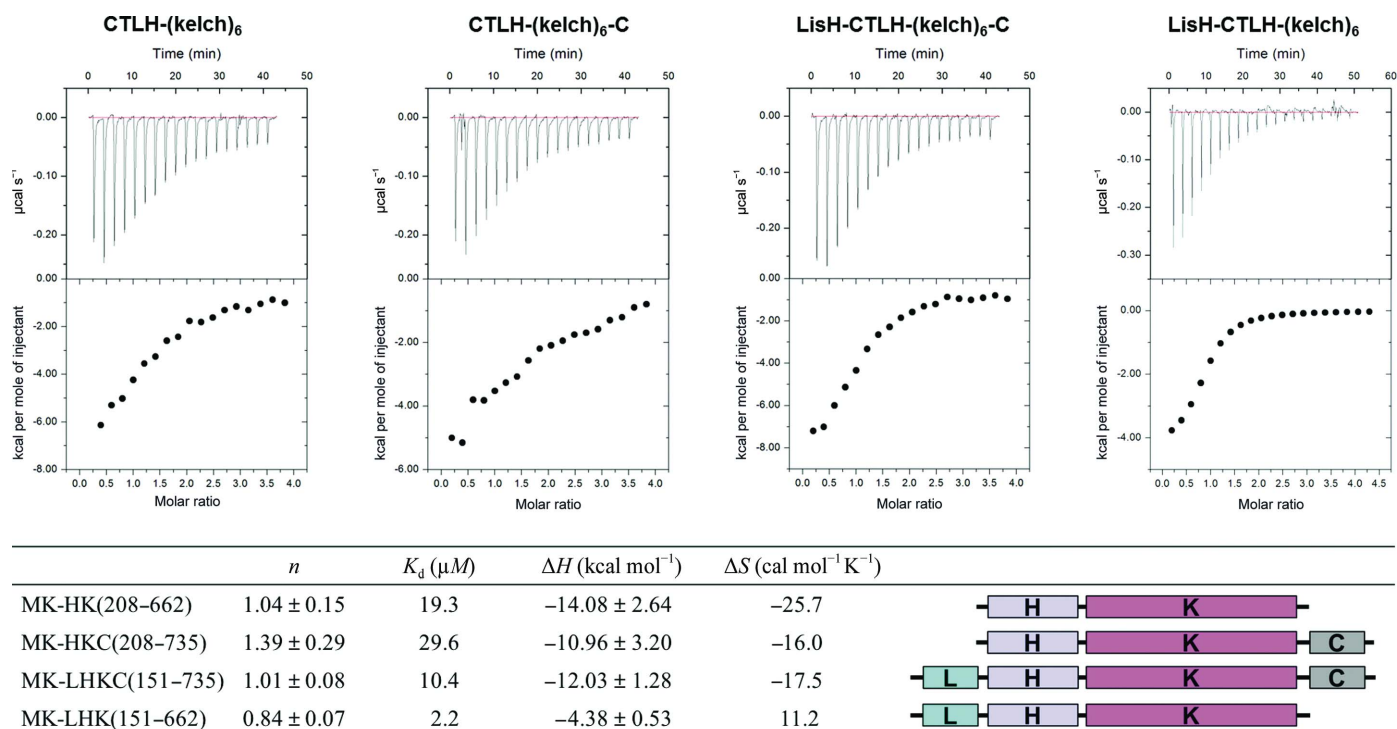 CTLH-(kelch)6
CTLH-(kelch)6-C
LisH-CTLH-(kelch)6-C
LisH-CTLH-(kelch)6
Time (min)
0 10 20 30 40 50
0.00
-0.10
-0.20
µcal s⁻¹
0.00
-2.00
-4.00
-6.00
-8.00
kcal per mole of injectant
0.0 0.5 1.0 1.5 2.0 2.5 3.0 3.5 4.0
Molar ratio
Time (min)
0 10 20 30 40 50
0.00
-0.10
-0.20
µcal s⁻¹
0.00
-2.00
-4.00
-6.00
kcal per mole of injectant
0.0 0.5 1.0 1.5 2.0 2.5 3.0 3.5 4.0
Molar ratio
Time (min)
0 10 20 30 40 50
0.00
-0.10
-0.20
µcal s⁻¹
0.00
-2.00
-4.00
-6.00
-8.00
kcal per mole of injectant
0.0 0.5 1.0 1.5 2.0 2.5 3.0 3.5 4.0
Molar ratio
Time (min)
0 10 20 30 40 50 60
0.00
-0.10
-0.20
-0.30
µcal s⁻¹
0.00
-2.00
-4.00
kcal per mole of injectant
0.0 0.5 1.0 1.5 2.0 2.5 3.0 3.5 4.0 4.5
Molar ratio
n Kd (µM) ΔH (kcal mol⁻¹) ΔS (cal mol⁻¹ K⁻¹)
MK-HK(208–662) 1.04 ± 0.15 19.3 −14.08 ± 2.64 −25.7 H K
MK-HKC(208–735) 1.39 ± 0.29 29.6 −10.96 ± 3.20 −16.0 H K C
MK-LHKC(151–735) 1.01 ± 0.08 10.4 −12.03 ± 1.28 −17.5 L H K C
MK-LHK(151–662) 0.84 ± 0.07 2.2 −4.38 ± 0.53 11.2 L H K